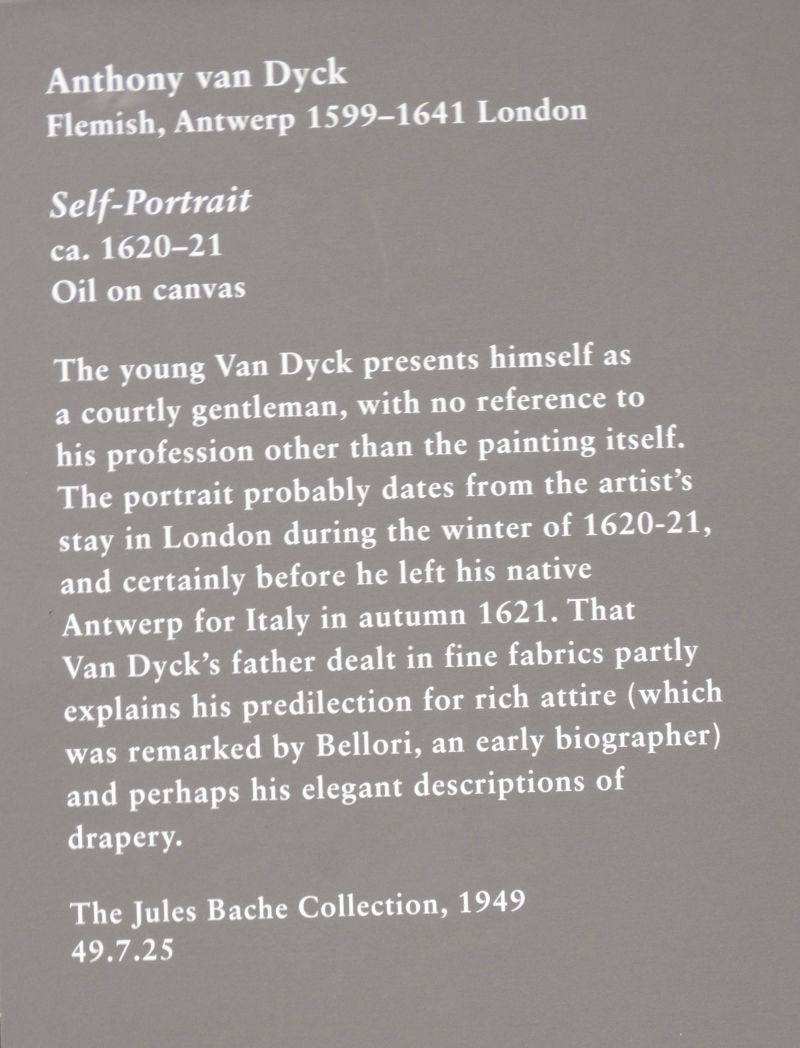 Anthony van Dyck
Flemish, Antwerp 1599–1641 London
Self-Portrait
ca. 1620–21
Oil on canvas
The young Van Dyck presents himself as
a courtly gentleman, with no reference to
his profession other than the painting itself.
The portrait probably dates from the artist’s
stay in London during the winter of 1620-21,
and certainly before he left his native
Antwerp for Italy in autumn 1621. That
Van Dyck’s father dealt in fine fabrics partly
explains his predilection for rich attire (which
was remarked by Bellori, an early biographer)
and perhaps his elegant descriptions of
drapery.
The Jules Bache Collection, 1949
49.7.25